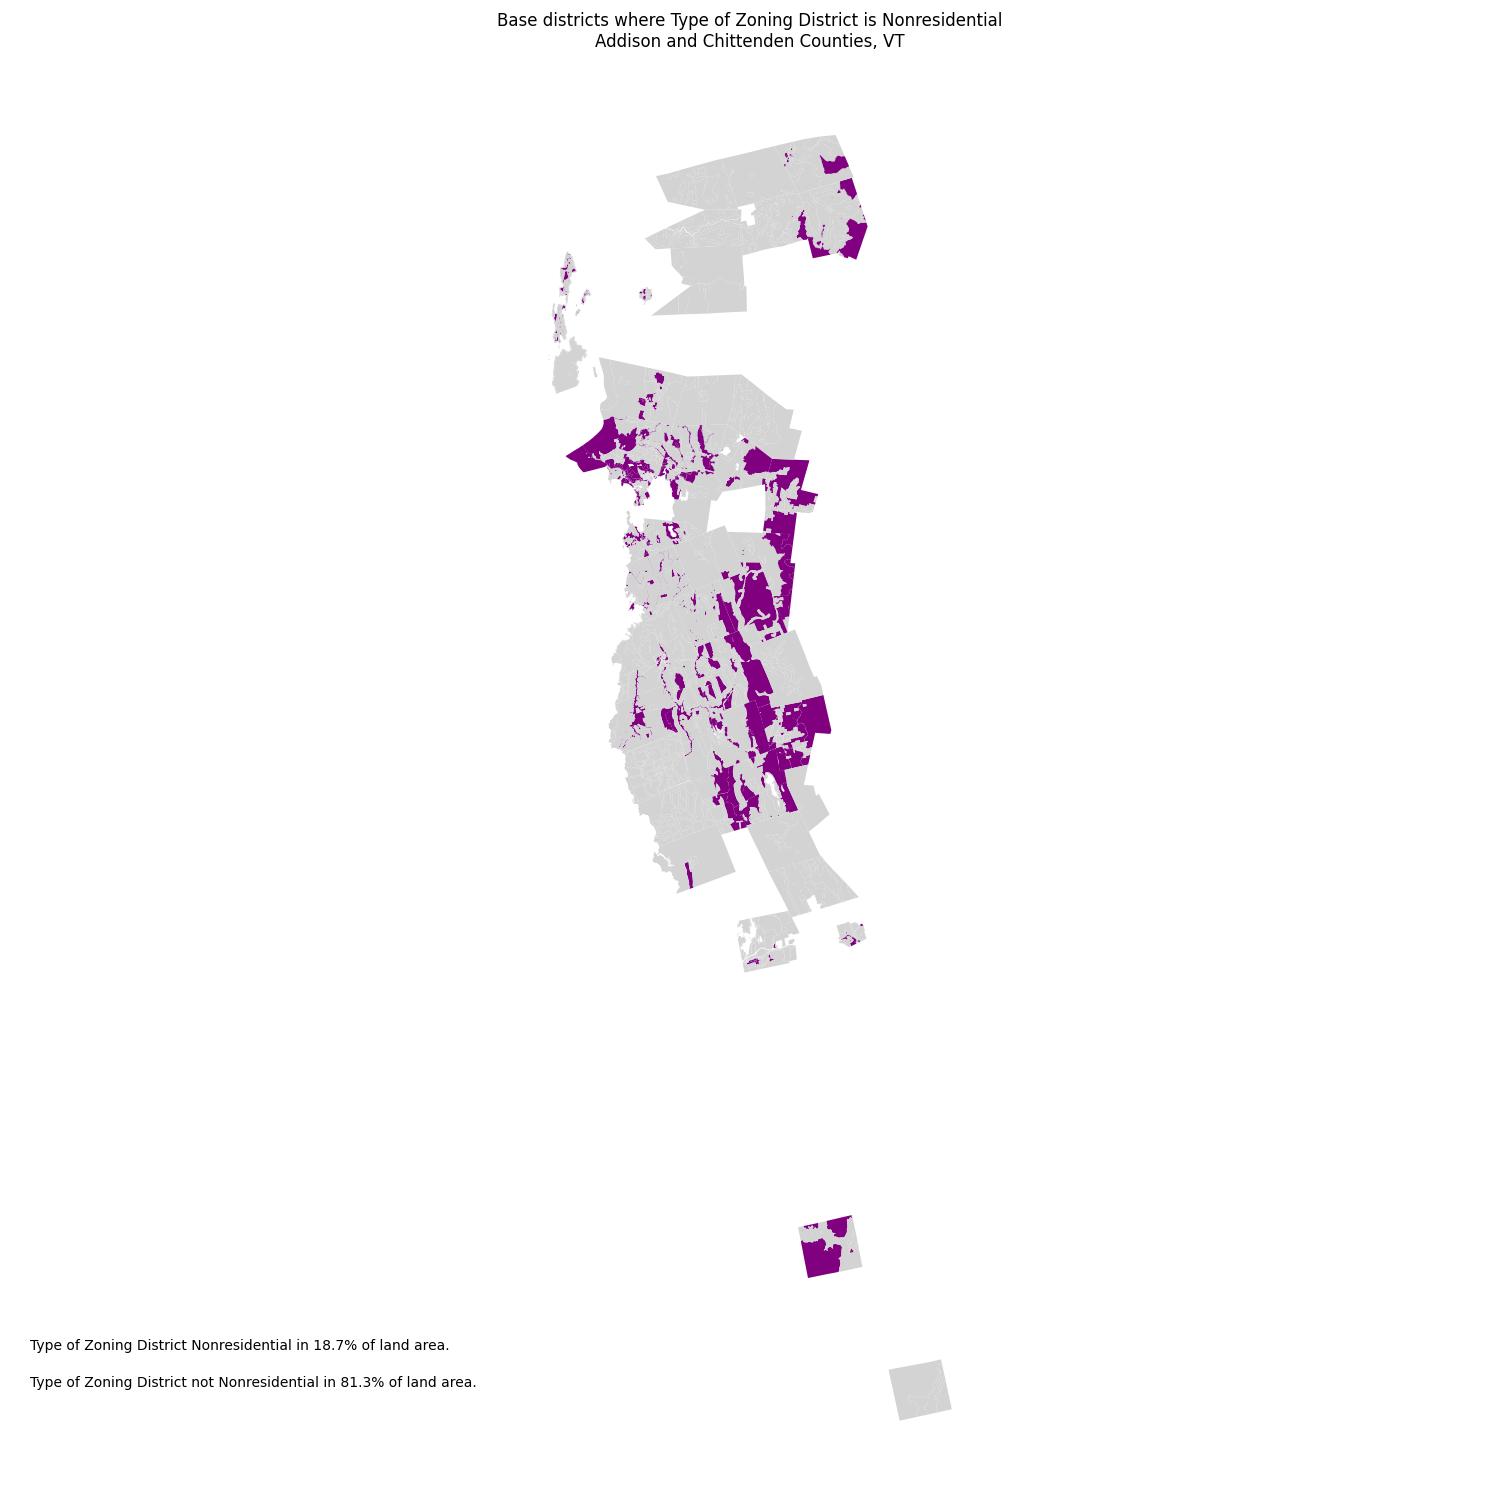 Base districts where Type of Zoning District is Nonresidential
Addison and Chittenden Counties, VT
Type of Zoning District Nonresidential in 18.7% of land area.
Type of Zoning District not Nonresidential in 81.3% of land area.